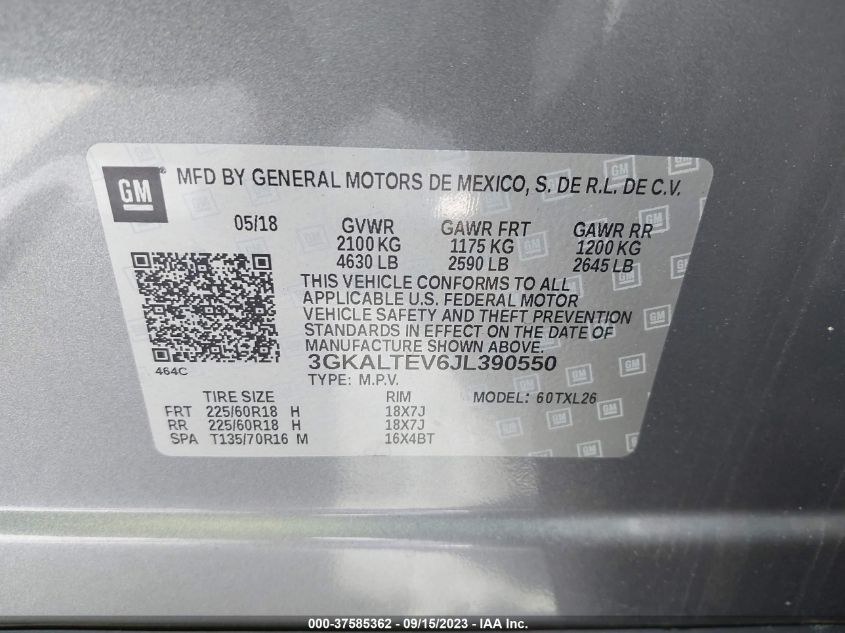 GM ® MFD BY GENERAL MOTORS DE MEXICO, S. DE R.L. DE C.V.
05/18 GVWR GAWR FRT GAWR RR
2100 KG 1175 KG 1200 KG
4630 LB 2590 LB 2645 LB
THIS VEHICLE CONFORMS TO ALL
APPLICABLE U.S. FEDERAL MOTOR
VEHICLE SAFETY AND THEFT PREVENTION
STANDARDS IN EFFECT ON THE DATE OF
MANUFACTURE SHOWN ABOVE.
464C 3GKALTEV6JL390550
TYPE: M.P.V.
TIRE SIZE RIM MODEL: 60TXL26
FRT 225/60R18 H 18X7J
RR 225/60R18 H 18X7J
SPA T135/70R16 M 16X4BT
000-37585362 - 09/15/2023 - IAA Inc.